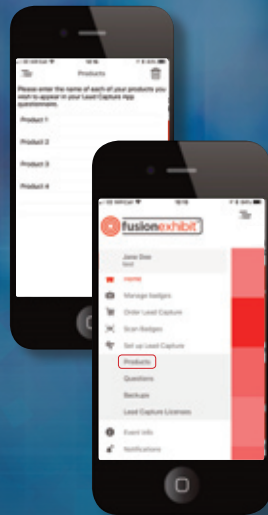 Products
Please enter the name of each of your products you
wish to appear in your Lead Capture App
questionnaire.
Product 1
Product 2
Product 3
Product 4
fusionexhibit
Jane Doe
Home
Manage badges
Order Lead Capture
Scan Badges
Set up Lead Capture
Products
Questions
Backups
Lead Capture Licenses
Event Info
Notifications